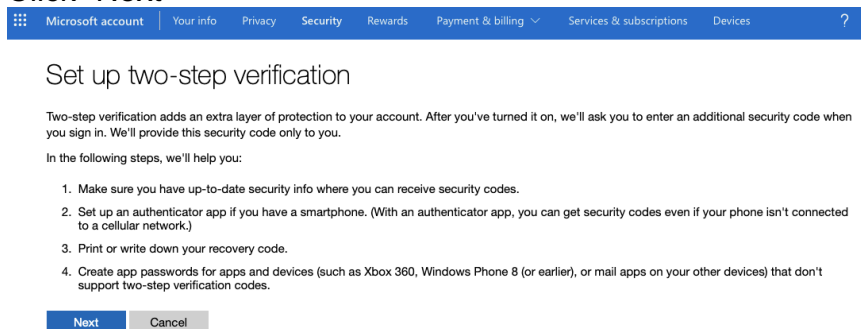 Click "Next"
Microsoft account Your info Privacy Security Rewards Payment & billing Services & subscriptions Devices ?
Set up two-step verification
Two-step verification adds an extra layer of protection to your account. After you've turned it on, we'll ask you to enter an additional security code when
you sign in. We'll provide this security code only to you.
In the following steps, we'll help you:
1. Make sure you have up-to-date security info where you can receive security codes.
2. Set up an authenticator app if you have a smartphone. (With an authenticator app, you can get security codes even if your phone isn't connected
to a cellular network.)
3. Print or write down your recovery code.
4. Create app passwords for apps and devices (such as Xbox 360, Windows Phone 8 (or earlier), or mail apps on your other devices) that don't
support two-step verification codes.
Next Cancel